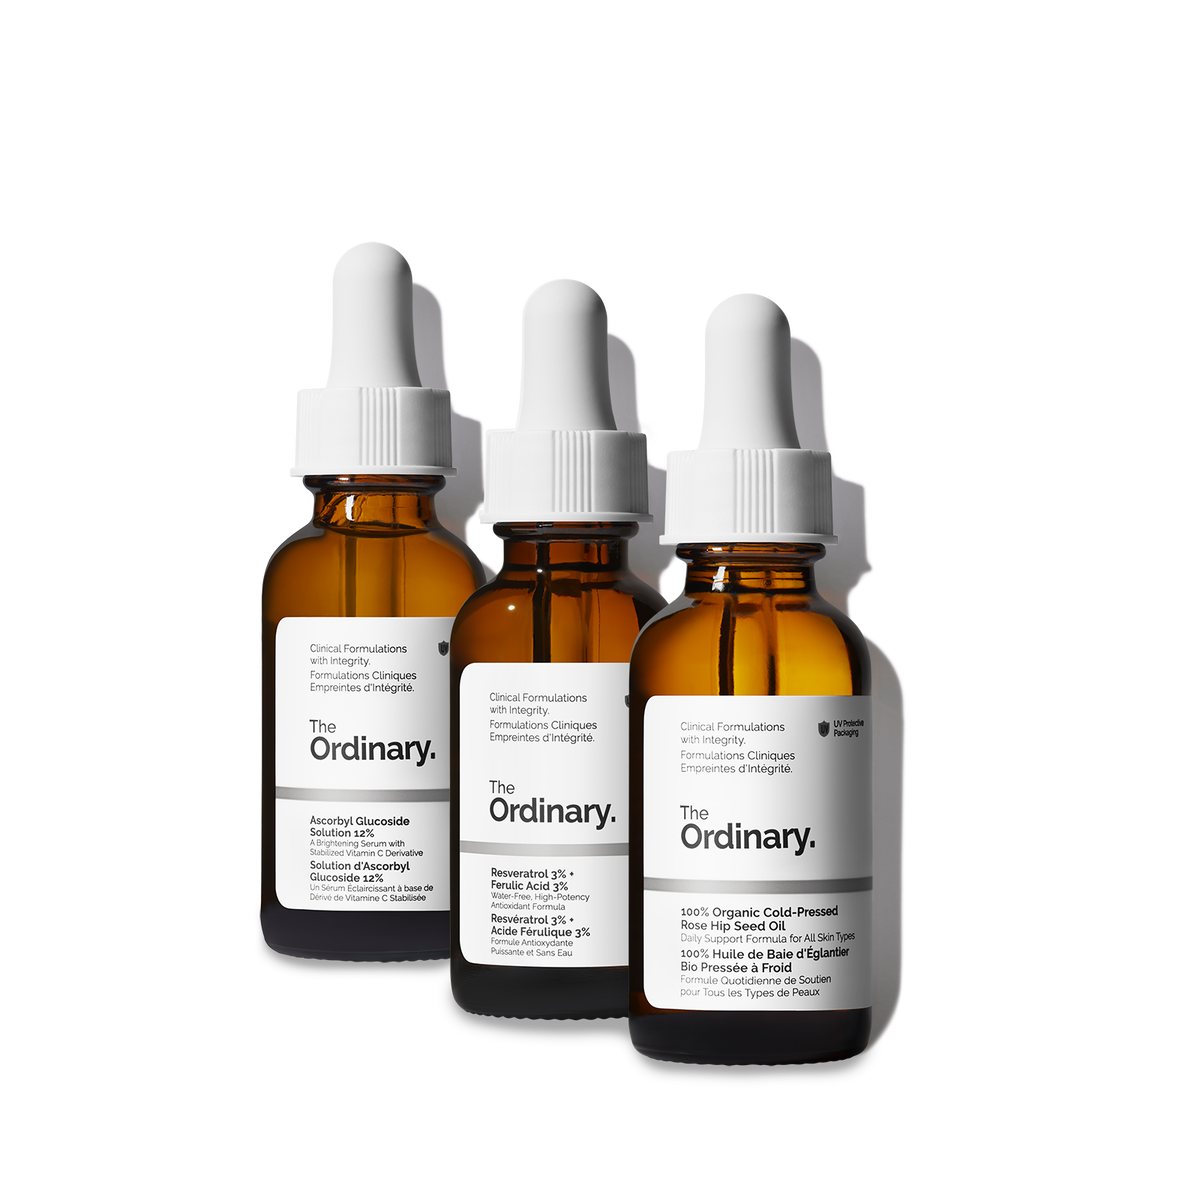 Clinical Formulations
with Integrity.
Formulations Cliniques
Empreintes d'Intégrité.
The
Ordinary.
Ascorbyl Glucoside
Solution 12%
A Brightening Serum with
Stabilized Vitamin C Derivative
Solution d'Ascorbyl
Glucoside 12%
Un Sérum Éclaircissant à base de
Dérivé de Vitamine C Stabilisée
Clinical Formulations
with Integrity.
Formulations Cliniques
Empreintes d'Intégrité.
The
Ordinary.
Resveratrol 3% +
Ferulic Acid 3%
Water-Free, High-Potency
Antioxidant Formula
Resvératrol 3% +
Acide Férulique 3%
Formule Antioxydante
Puissante et Sans Eau
Clinical Formulations
with Integrity.
Formulations Cliniques
Empreintes d'Intégrité.
UV Protective
Packaging
The
Ordinary.
100% Organic Cold-Pressed
Rose Hip Seed Oil
Daily Support Formula for All Skin Types
100% Huile de Baie d'Églantier
Bio Pressée à Froid
Formule Quotidienne de Soutien
pour Tous les Types de Peaux